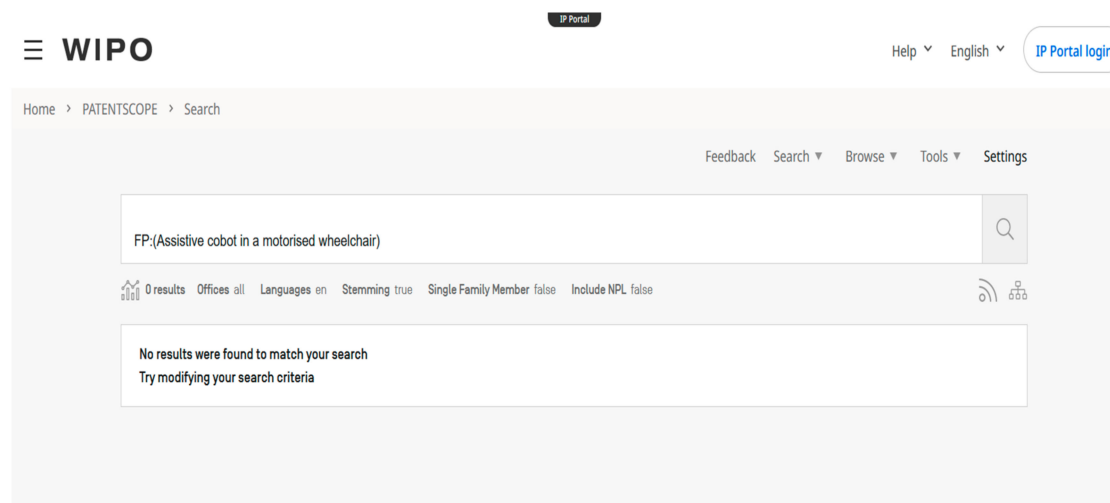 IP Portal
WIPO
Help English IP Portal login
Home > PATENTSCOPE > Search
Feedback Search Browse Tools Settings
FP:(Assistive cobot in a motorised wheelchair)
0 results Offices all Languages en Stemming true Single Family Member false Include NPL false
No results were found to match your search
Try modifying your search criteria